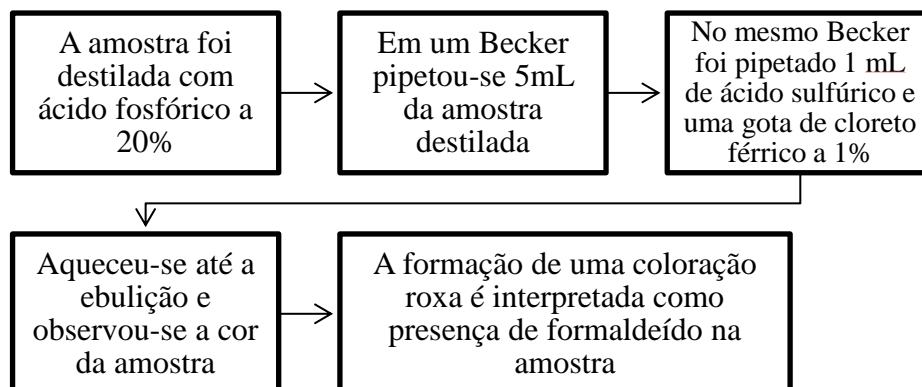 A amostra foi
destilada com
ácido fosfórico a
20%
Em um Becker
pipetou-se 5mL
da amostra
destilada
No mesmo Becker
foi pipetado 1 mL
de ácido sulfúrico e
uma gota de cloreto
férrico a 1%
Aqueceu-se até a
ebulição e
observou-se a cor
da amostra
A formação de uma coloração
roxa é interpretada como
presença de formaldeído na
amostra